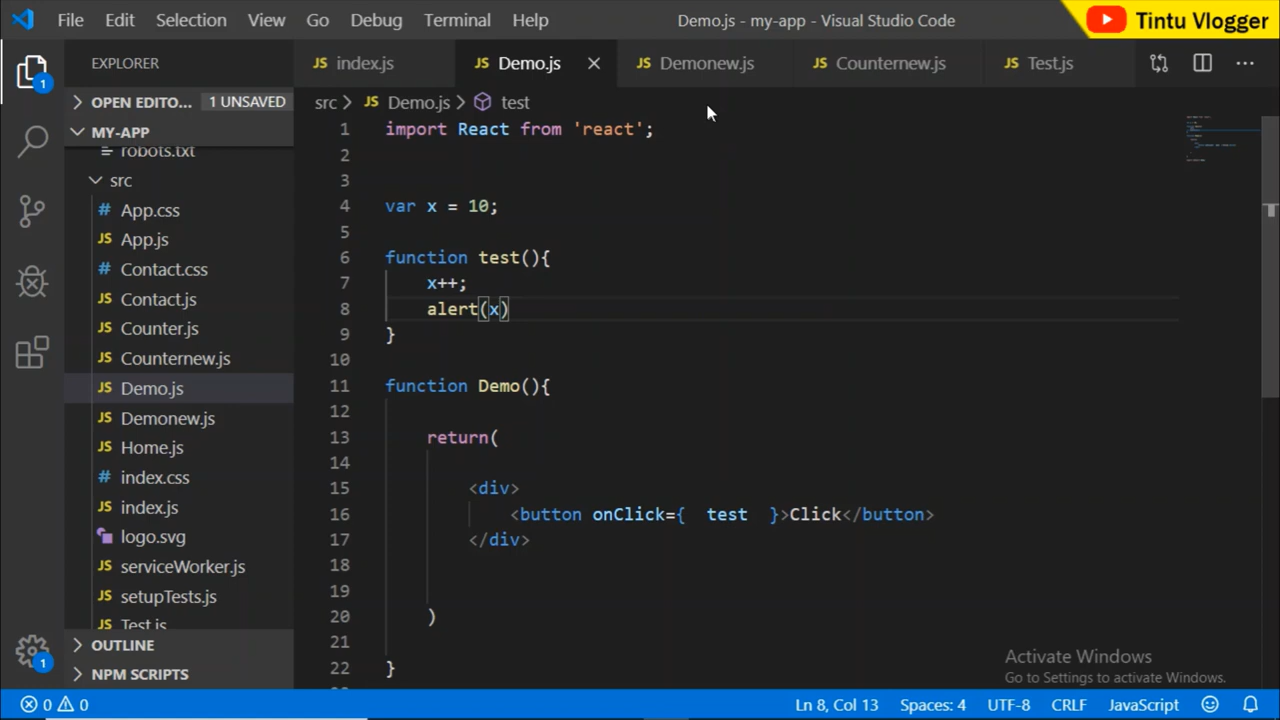 File Edit Selection View Go Debug Terminal Help Demo.js - my-app - Visual Studio Code Tintu Vlogger
EXPLORER
index.js Demo.js Demonew.js Counternew.js Test.js
OPEN EDITO... 1 UNSAVED
MY-APP
robots.txt
src
App.css
App.js
Contact.css
Contact.js
Counter.js
Counternew.js
Demo.js
Demonew.js
Home.js
index.css
index.js
logo.svg
serviceWorker.js
setupTests.js
Test.js
OUTLINE
NPM SCRIPTS
1
1
src > Demo.js > test
1 import React from 'react';
2
3
4 var x = 10;
5
6 function test(){
7 x++;
8 alert(x)
9 }
10
11 function Demo(){
12
13 return(
14
15 <div>
16 <button onClick={ test }>Click</button>
17 </div>
18
19
20 )
21
22 }
Activate Windows
Go to Settings to activate Windows.
0 0 Ln 8, Col 13 Spaces: 4 UTF-8 CRLF JavaScript